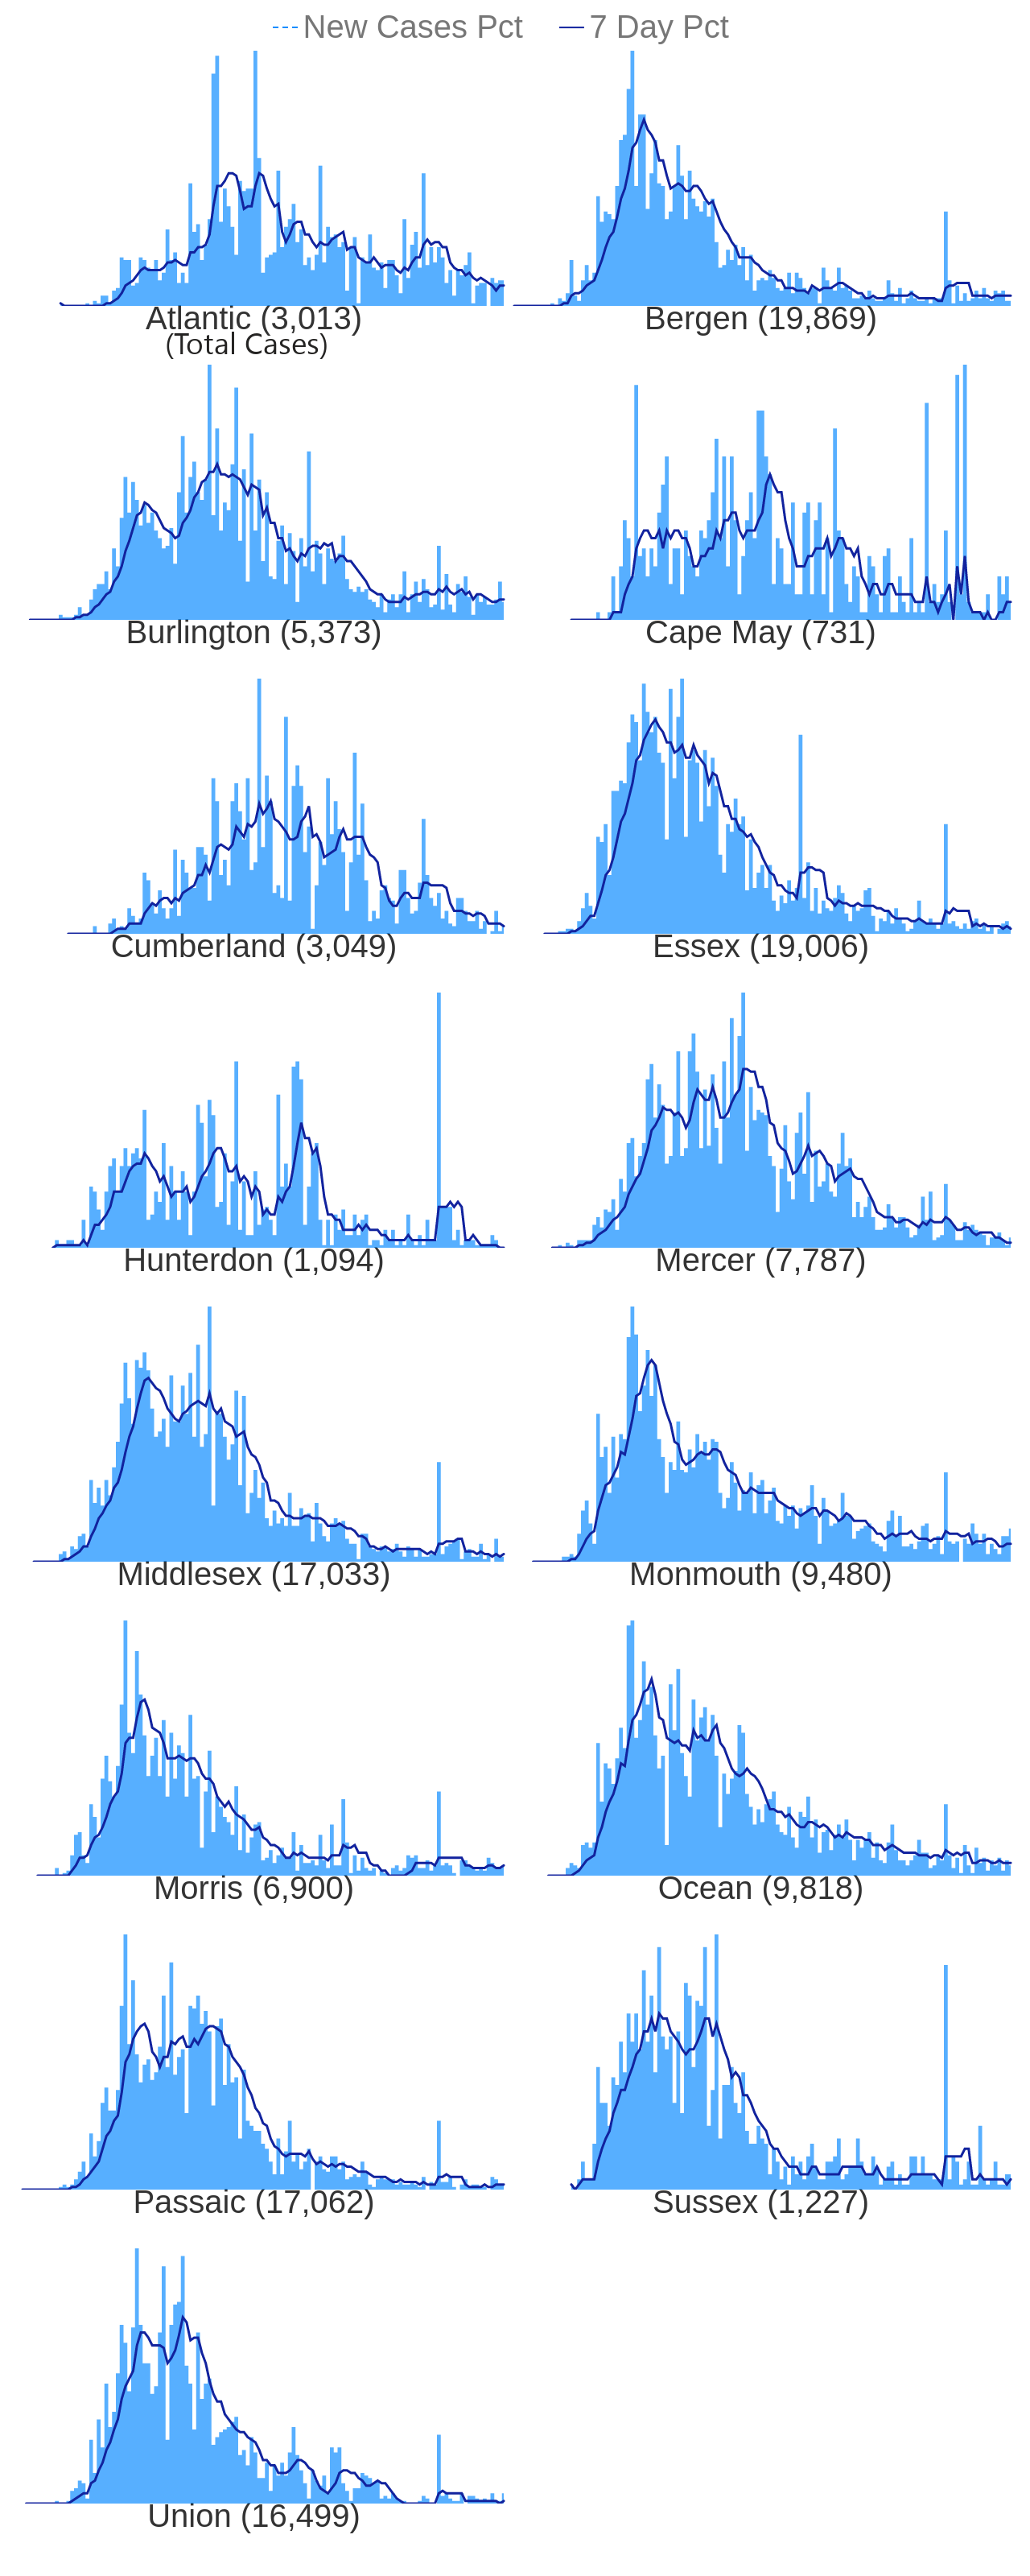 New Cases Pct 7 Day Pct
Atlantic (3,013) Bergen (19,869)
(Total Cases)
Burlington (5,373) Cape May (731)
Cumberland (3,049) Essex (19,006)
Hunterdon (1,094) Mercer (7,787)
Middlesex (17,033) Monmouth (9,480)
Morris (6,900) Ocean (9,818)
Passaic (17,062) Sussex (1,227)
Union (16,499)